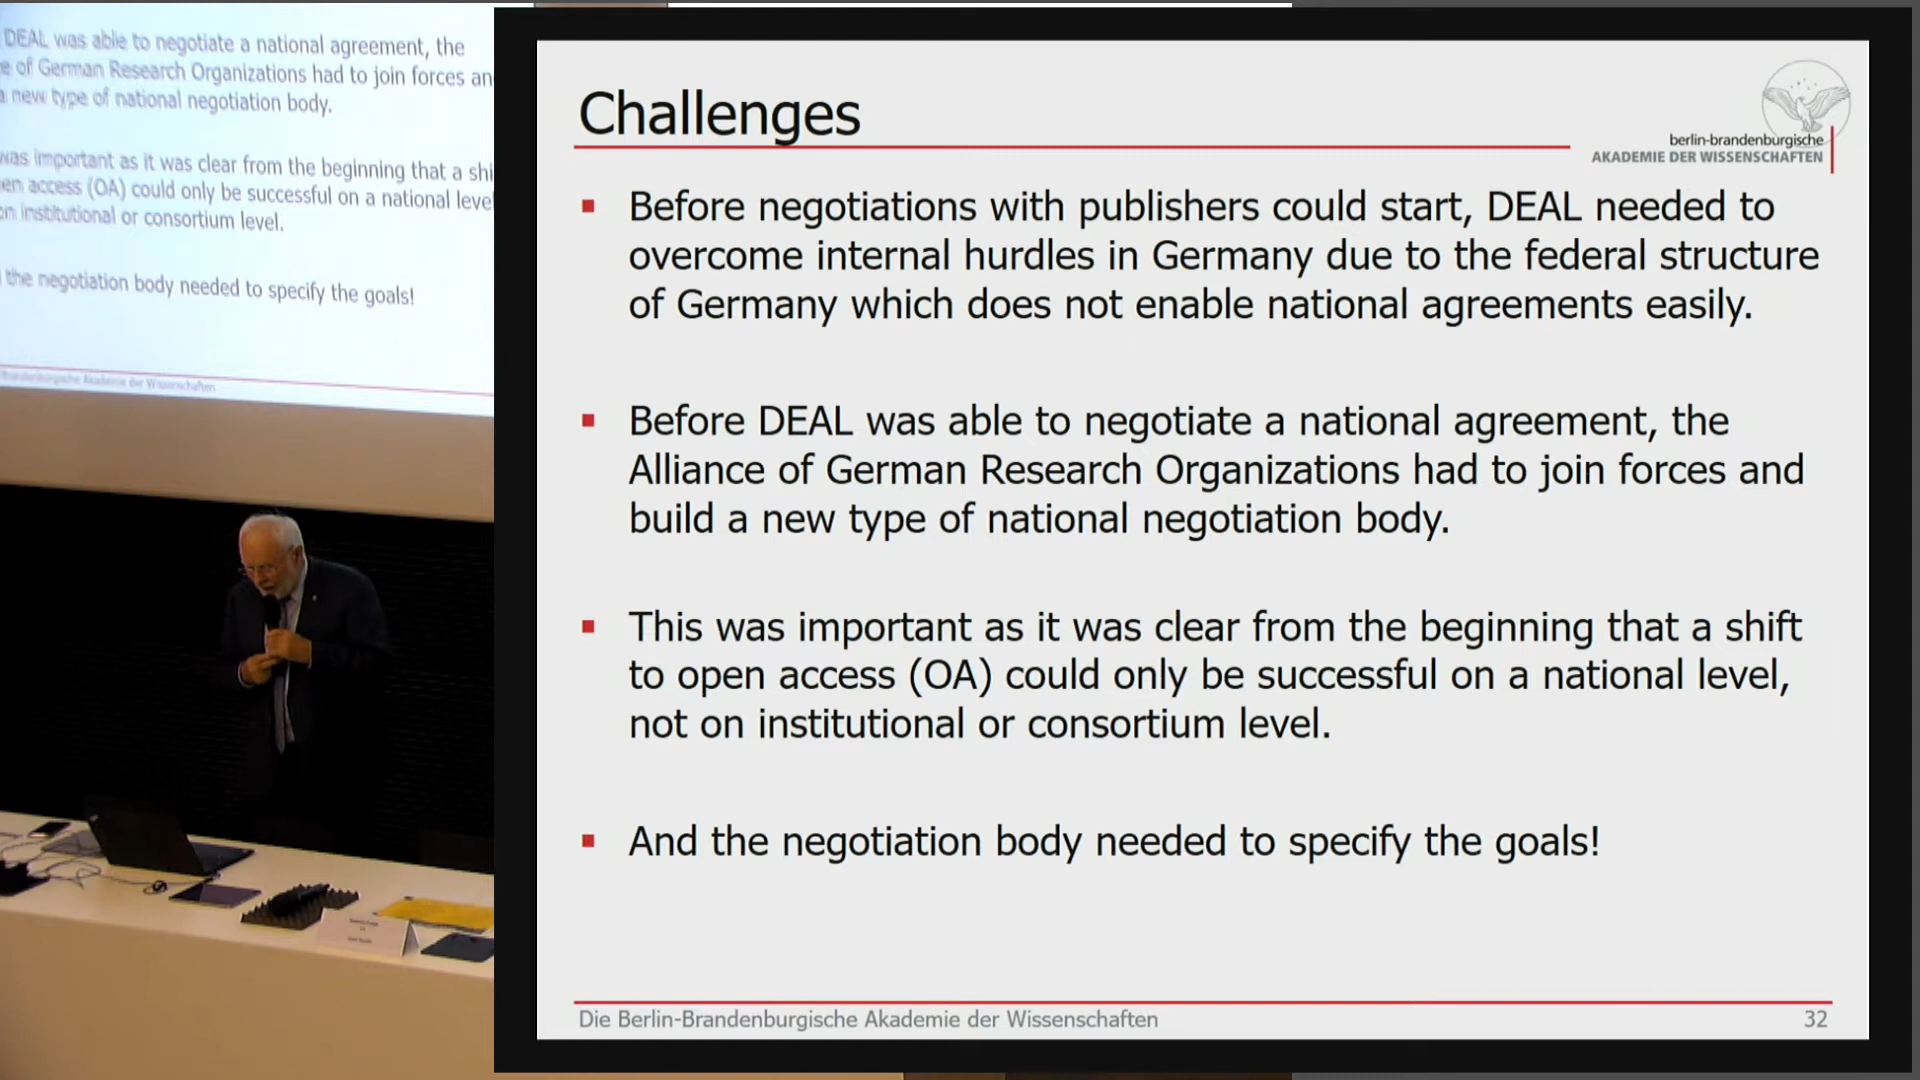 DEAL was able to negotiate a national agreement, the
e of German Research Organizations had to join forces an
a new type of national negotiation body.
was important as it was clear from the beginning that a shi
en access (OA) could only be successful on a national leve
on institutional or consortium level.
the negotiation body needed to specify the goals!
Brandenburgische Akademie der Wissenschaften
Challenges
berlin-brandenburgische
AKADEMIE DER WISSENSCHAFTEN
▪ Before negotiations with publishers could start, DEAL needed to
overcome internal hurdles in Germany due to the federal structure
of Germany which does not enable national agreements easily.
▪ Before DEAL was able to negotiate a national agreement, the
Alliance of German Research Organizations had to join forces and
build a new type of national negotiation body.
▪ This was important as it was clear from the beginning that a shift
to open access (OA) could only be successful on a national level,
not on institutional or consortium level.
▪ And the negotiation body needed to specify the goals!
Die Berlin-Brandenburgische Akademie der Wissenschaften
32